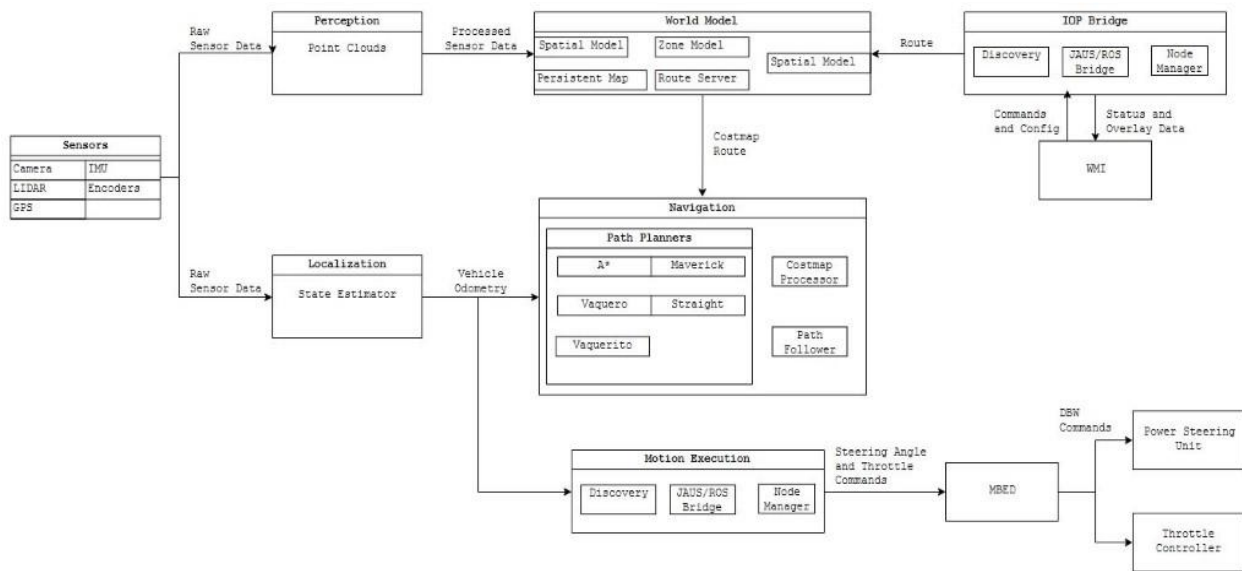 Perception
Point Clouds
Raw
Sensor Data
Processed
Sensor Data
World Model
Spatial Model
Zone Model
Spatial Model
Persistent Map
Route Server
Route
IOP Bridge
Discovery
JAUS/ROS
Bridge
Node
Manager
Commands
and Config
Status and
Overlay Data
WMI
Costmap
Route
Sensors
Camera
IMU
LIDAR
Encoders
GPS
Raw
Sensor Data
Localization
State Estimator
Vehicle
Odometry
Navigation
Path Planners
A*
Maverick
Vaquero
Straight
Vaquerito
Costmap
Processor
Path
Follower
Motion Execution
Discovery
JAUS/ROS
Bridge
Node
Manager
Steering Angle
and Throttle
Commands
MBED
DBW
Commands
Power Steering
Unit
Throttle
Controller